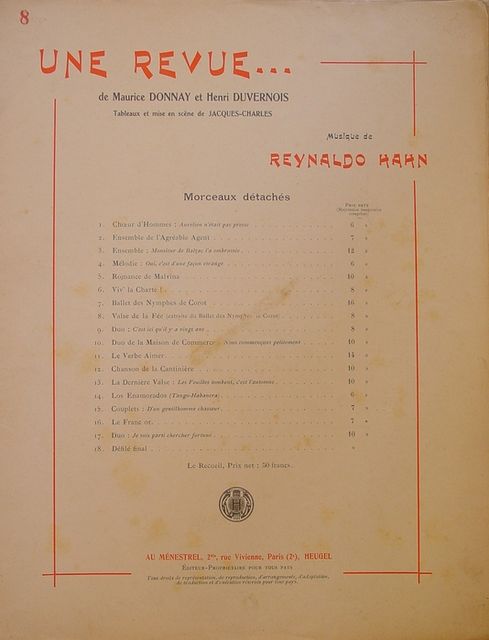 8
UNE REVUE...
de Maurice DONNAY et Henri DUVERNOIS
Tableaux et mise en scène de JACQUES-CHARLES
Musique de
REYNALDO HAHN
Morceaux détachés
PRIX NETS
1. Chœur d'Hommes : Aurélien n'était pas pressé 6 »
2. Ensemble de l'Agréable Agent 7 »
3. Ensemble : Monsieur de Balzac l'a embrassée 12 »
4. Mélodie : Oui, c'est d'une façon étrange 6 »
5. Romance de Malvina 10 »
6. Viv' la Charte ! 8 »
7. Ballet des Nymphes de Corot 16 »
8. Valse de la Fée (extraite du Ballet des Nymphes de Corot) 8 »
9. Duo : C'est ici qu'il y a vingt ans 8 »
10. Duo de la Maison de Commerce : Nous commençons petitement 10 »
11. Le Verbe Aimer 14 »
12. Chanson de la Cantinière 10 »
13. La Dernière Valse : Les Feuilles tombent, c'est l'automne 10 »
14. Los Enamorados (Tango-Habanera) 6 »
15. Couplets : D'un gentilhomme chasseur 7 »
16. Le Franc or 7 »
17. Duo : Je suis parti chercher fortune 10 »
18. Défilé final »
Le Recueil, Prix net : 50 francs.
H
AU MÉNESTREL, 2bis, rue Vivienne, Paris (2e), HEUGEL
ÉDITEUR-PROPRIÉTAIRE POUR TOUS PAYS
Tous droits de représentation, de reproduction, d'arrangements, d'adaptation,
de traduction et d'exécution réservés pour tout pays.